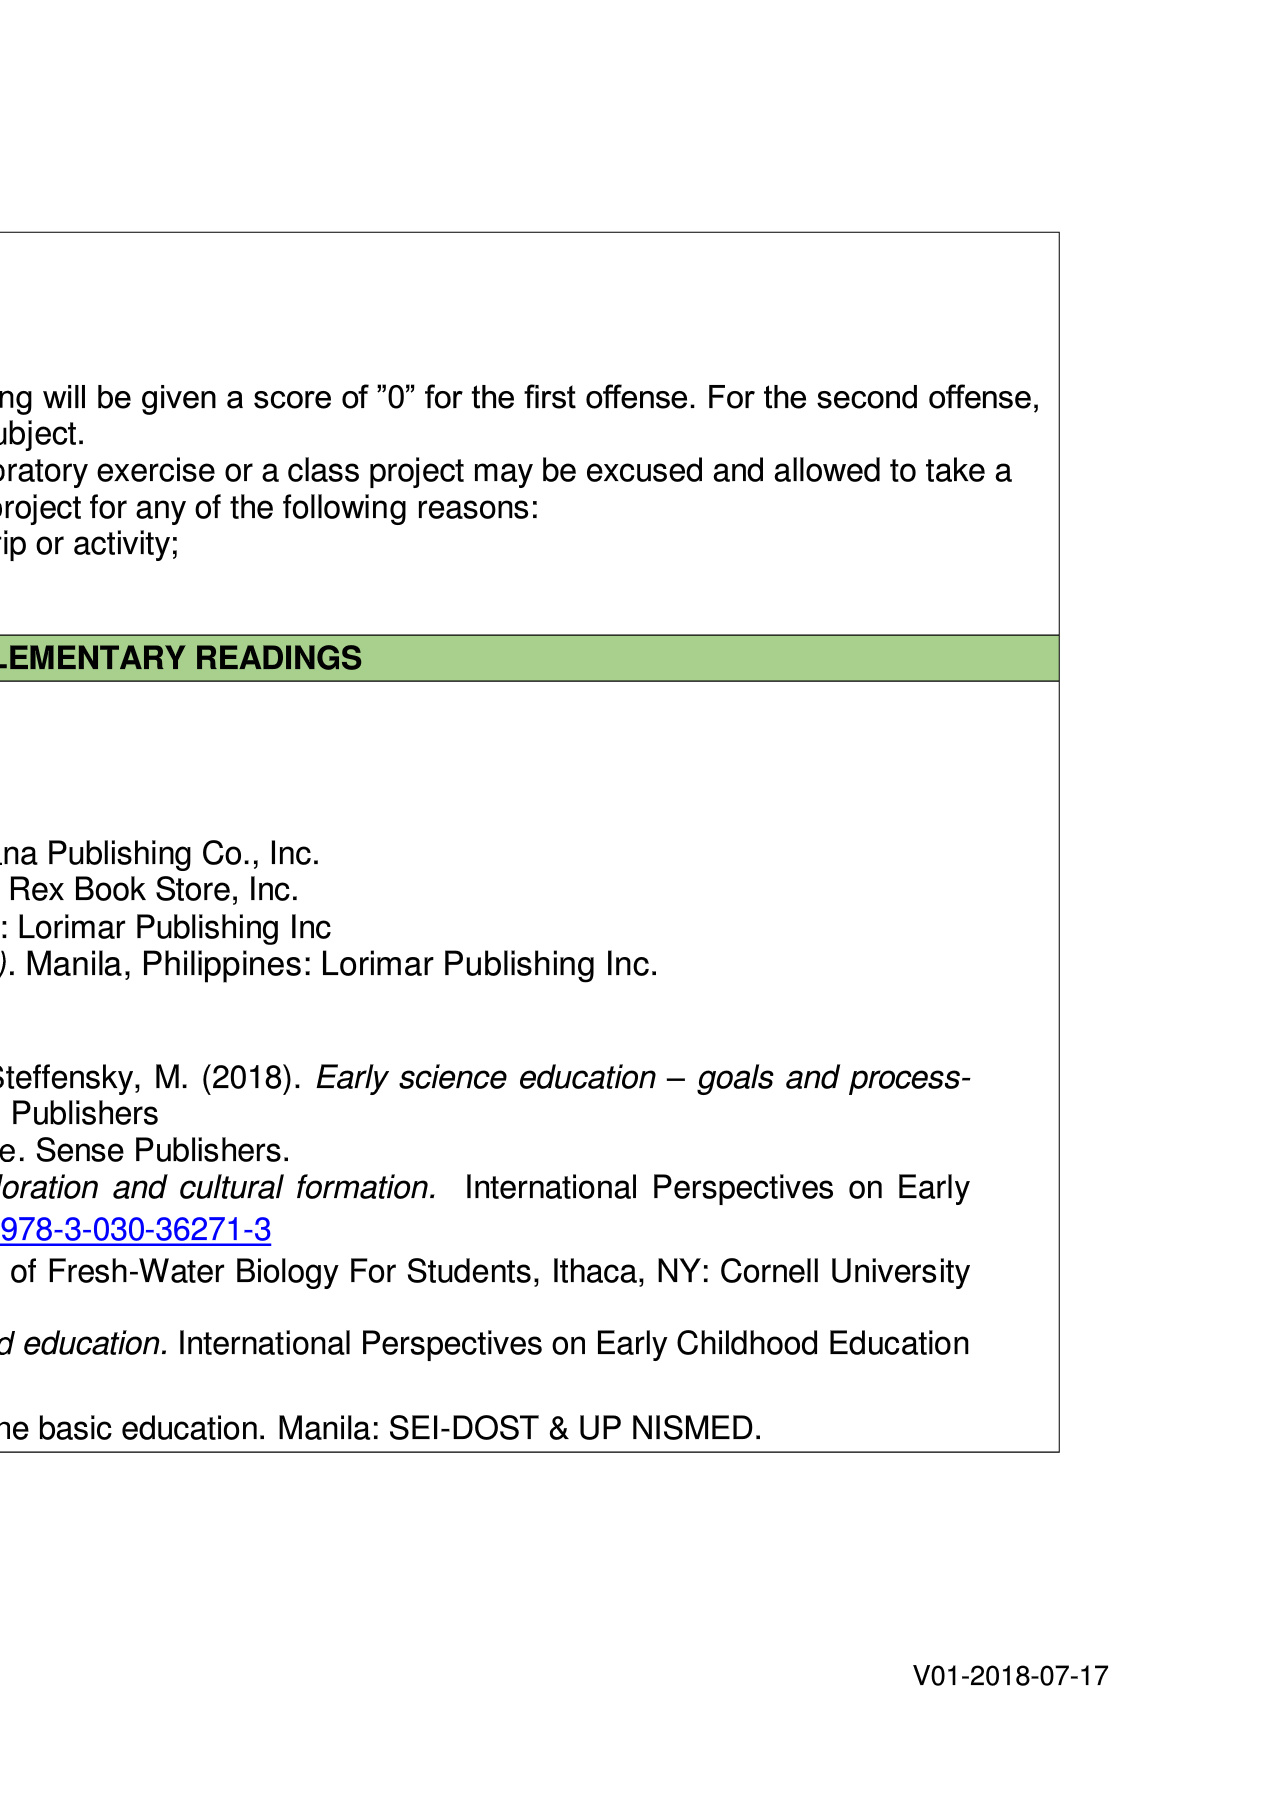 ng will be given a score of ”0” for the first offense. For the second offense,
ubject.
oratory exercise or a class project may be excused and allowed to take a
project for any of the following reasons:
rip or activity;
LEMENTARY READINGS
ana Publishing Co., Inc.
Rex Book Store, Inc.
: Lorimar Publishing Inc
). Manila, Philippines: Lorimar Publishing Inc.
Steffensky, M. (2018). Early science education – goals and process-
Publishers
e. Sense Publishers.
loration and cultural formation. International Perspectives on Early
978-3-030-36271-3
of Fresh-Water Biology For Students, Ithaca, NY: Cornell University
d education. International Perspectives on Early Childhood Education
ne basic education. Manila: SEI-DOST & UP NISMED.
V01-2018-07-17